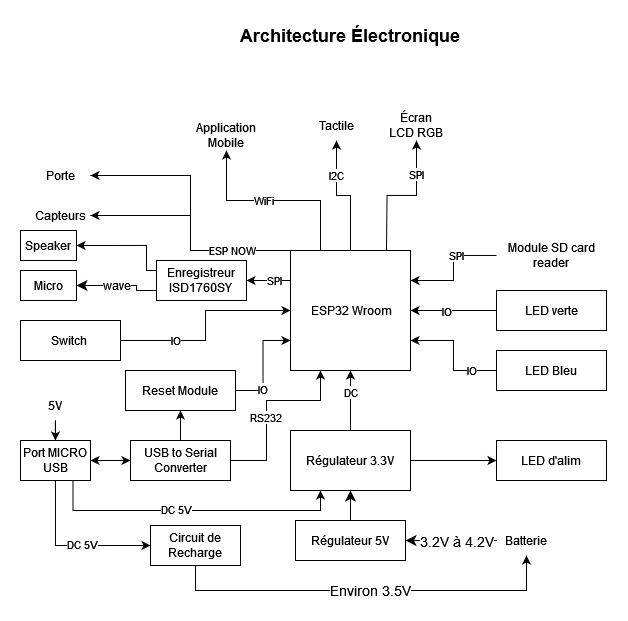 Architecture Électronique
Écran
LCD RGB
Application
Mobile
Tactile
I2C
SPI
Porte
WiFi
Capteurs
Speaker
ESP NOW
SPI
Module SD card
reader
Enregistreur
ISD1760SY
SPI
Micro
wave
ESP32 Wroom
IO
LED verte
Switch
IO
IO
LED Bleu
Reset Module
IO
DC
5V
RS232
Port MICRO
USB
USB to Serial
Converter
Régulateur 3.3V
LED d'alim
DC 5V
DC 5V
Circuit de
Recharge
Régulateur 5V
3.2V à 4.2V
Batterie
Environ 3.5V